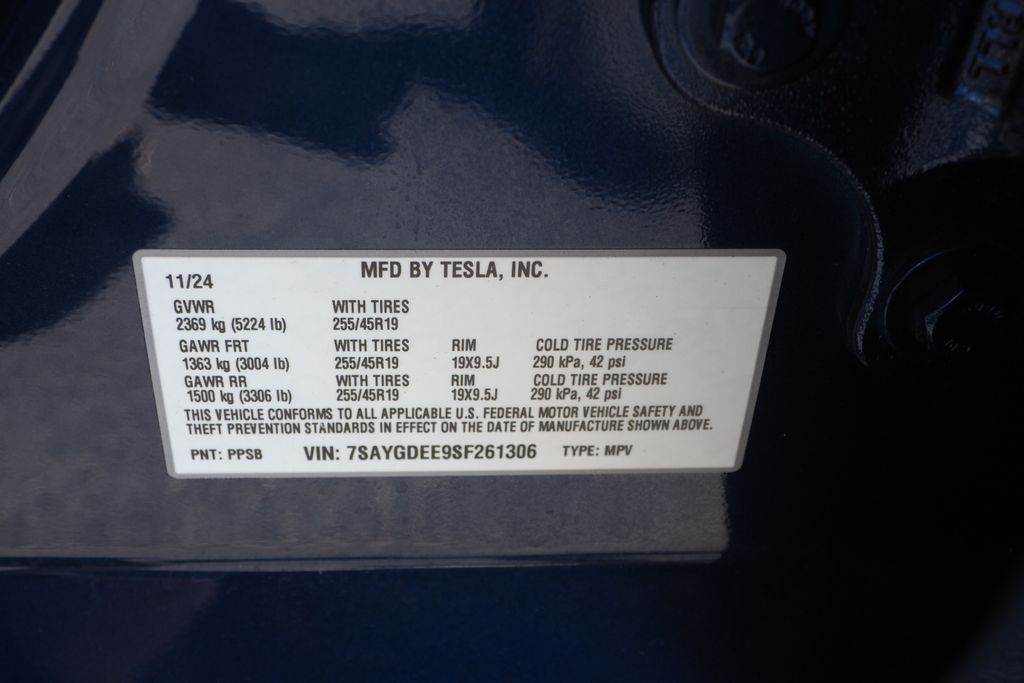 MFD BY TESLA, INC.
11/24
GVWR WITH TIRES
2369 kg (5224 lb) 255/45R19
GAWR FRT WITH TIRES RIM COLD TIRE PRESSURE
1363 kg (3004 lb) 255/45R19 19X9.5J 290 kPa, 42 psi
GAWR RR WITH TIRES RIM COLD TIRE PRESSURE
1500 kg (3306 lb) 255/45R19 19X9.5J 290 kPa, 42 psi
THIS VEHICLE CONFORMS TO ALL APPLICABLE U.S. FEDERAL MOTOR VEHICLE SAFETY AND
THEFT PREVENTION STANDARDS IN EFFECT ON THE DATE OF MANUFACTURE SHOWN ABOVE.
PNT: PPSB VIN: 7SAYGDEE9SF261306 TYPE: MPV